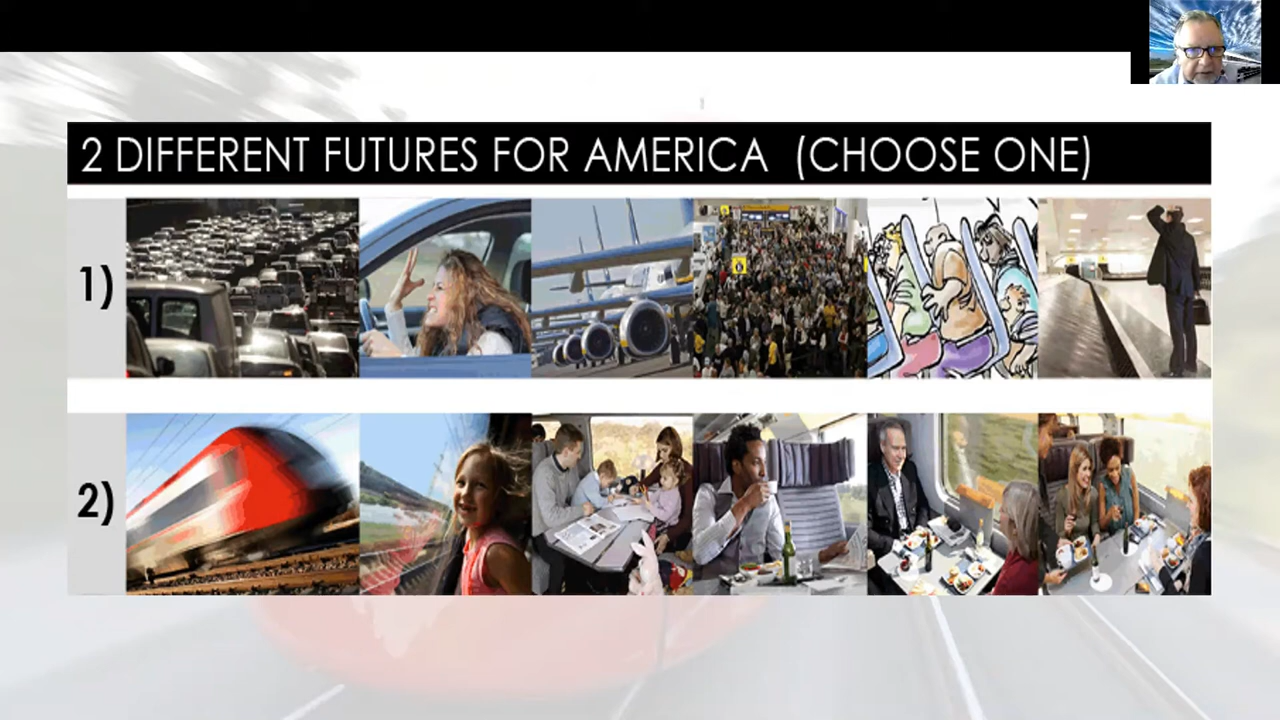 2 DIFFERENT FUTURES FOR AMERICA (CHOOSE ONE)
1)
2)